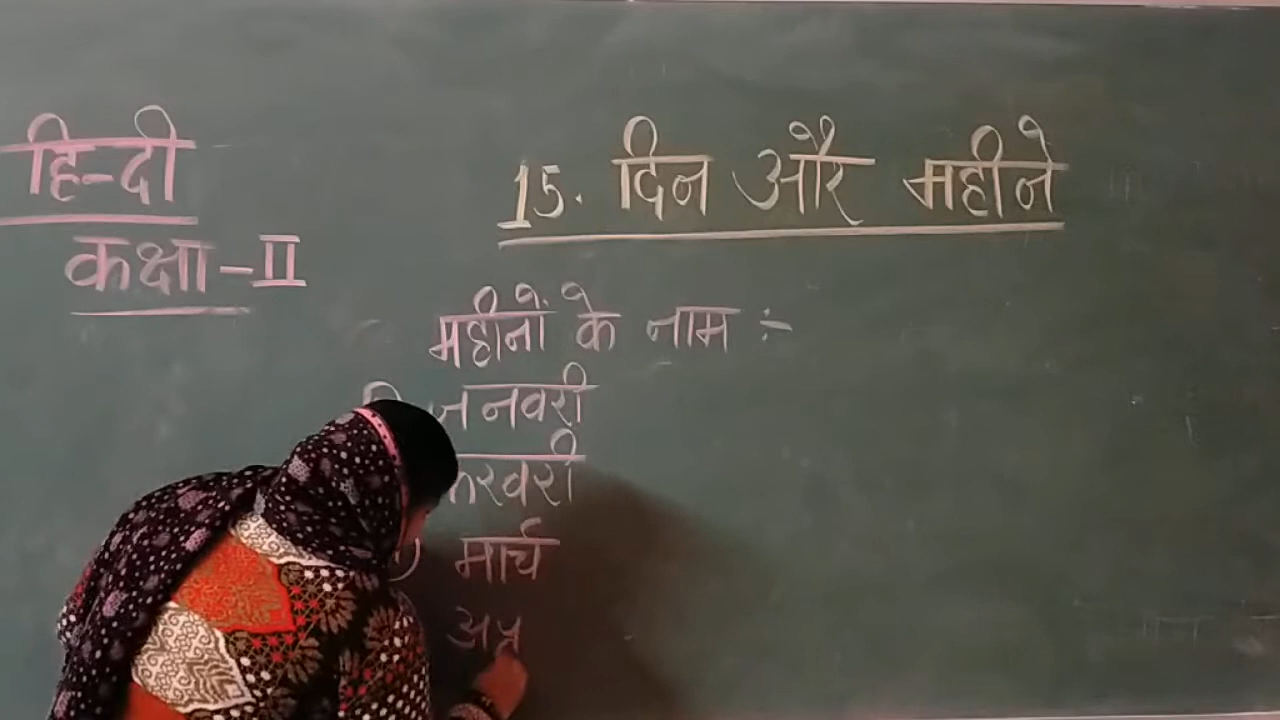 हिन्दी
कक्षा-II
15. दिन और महीने
महीनों के नाम :-
जनवरी
फरवरी
मार्च
अप्र